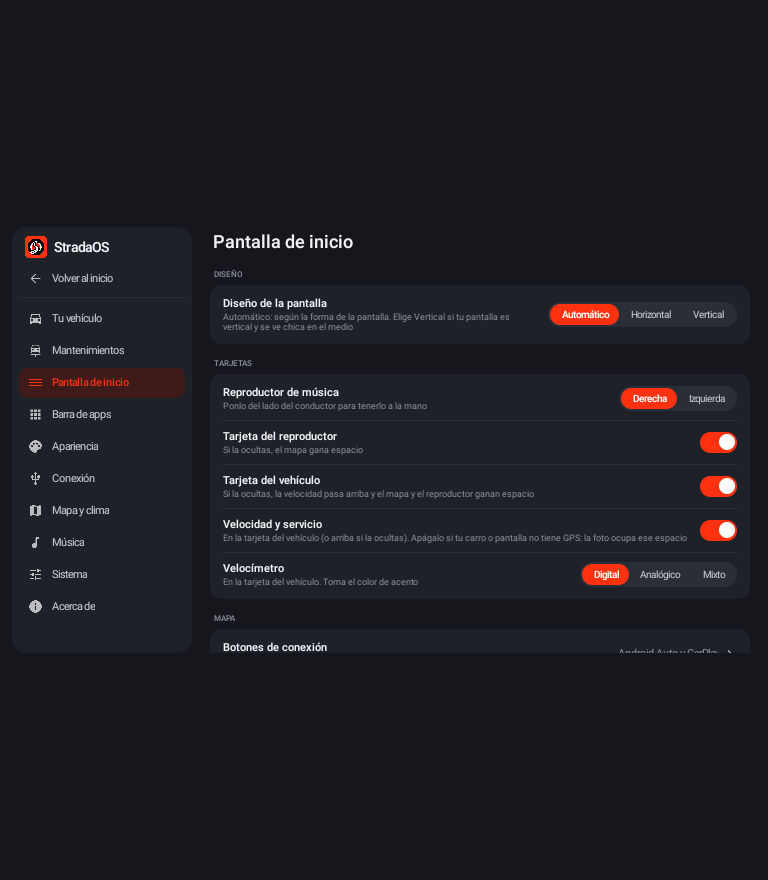 StradaOS
Volver al inicio
Tu vehículo
Mantenimientos
Pantalla de inicio
Barra de apps
Apariencia
Conexión
Mapa y clima
Música
Sistema
Acerca de
Pantalla de inicio
DISEÑO
Diseño de la pantalla
Automático: según la forma de la pantalla. Elige Vertical si tu pantalla es
vertical y se ve chica en el medio
Automático Horizontal Vertical
TARJETAS
Reproductor de música
Ponlo del lado del conductor para tenerlo a la mano
Derecha Izquierda
Tarjeta del reproductor
Si la ocultas, el mapa gana espacio
Tarjeta del vehículo
Si la ocultas, la velocidad pasa arriba y el mapa y el reproductor ganan espacio
Velocidad y servicio
En la tarjeta del vehículo (o arriba si la ocultas). Apágalo si tu carro o pantalla no tiene GPS: la foto ocupa ese espacio
Velocímetro
En la tarjeta del vehículo. Toma el color de acento
Digital Analógico Mixto
MAPA
Botones de conexión
Android Auto y CarPlay